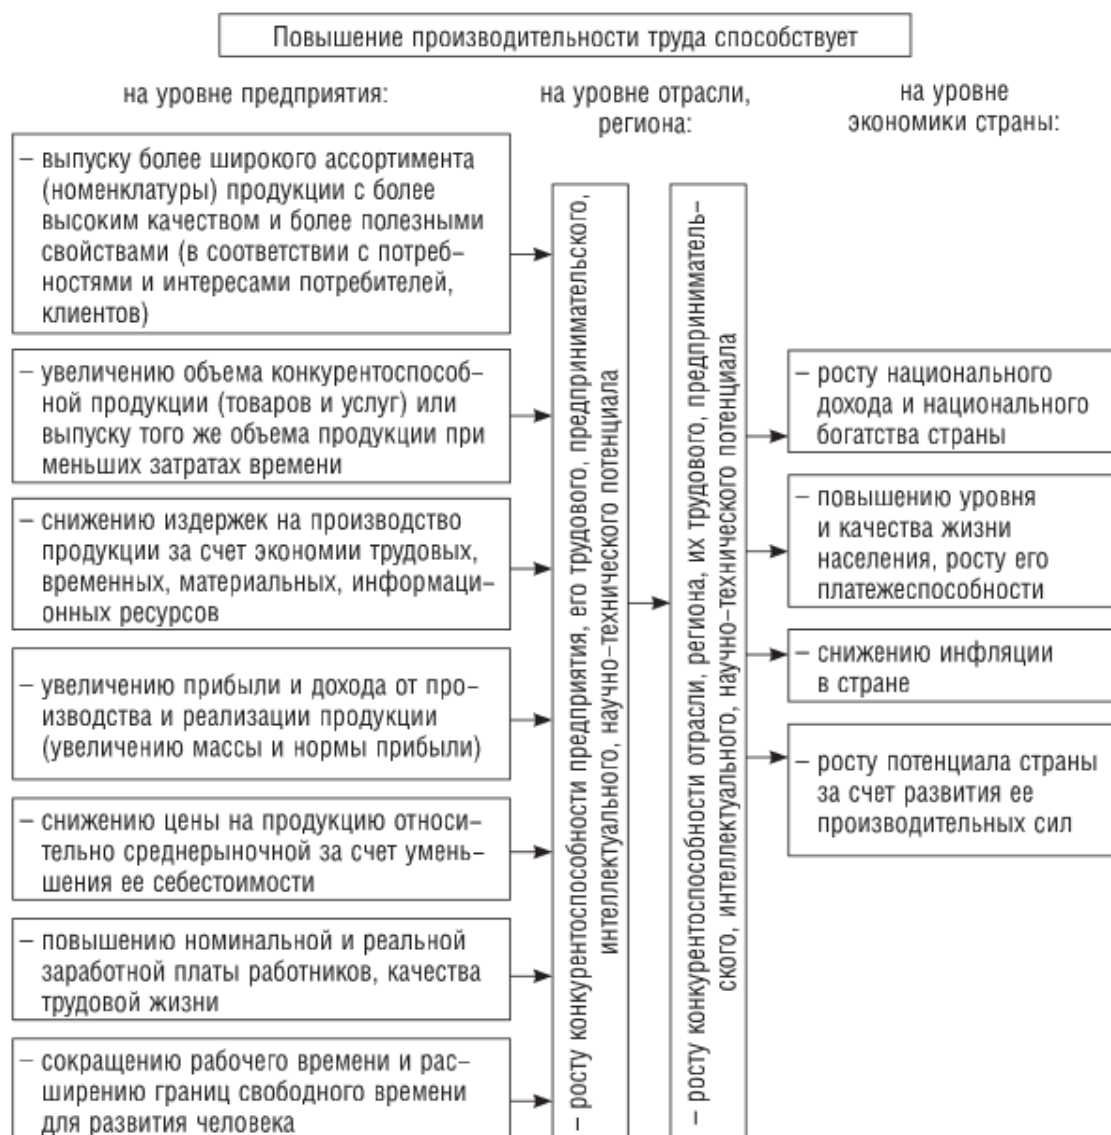 Повышение производительности труда способствует
на уровне предприятия:
на уровне отрасли,
региона:
на уровне
экономики страны:
– выпуску более широкого ассортимента
(номенклатуры) продукции с более
высоким качеством и более полезными
свойствами (в соответствии с потреб–
ностями и интересами потребителей,
клиентов)
– увеличению объема конкурентоспособ–
ной продукции (товаров и услуг) или
выпуску того же объема продукции при
меньших затратах времени
– снижению издержек на производство
продукции за счет экономии трудовых,
временных, материальных, информаци–
онных ресурсов
– увеличению прибыли и дохода от про–
изводства и реализации продукции
(увеличению массы и нормы прибыли)
– снижению цены на продукцию относи–
тельно среднерыночной за счет умень–
шения ее себестоимости
– повышению номинальной и реальной
заработной платы работников, качества
трудовой жизни
– сокращению рабочего времени и рас–
ширению границ свободного времени
для развития человека
– росту конкурентоспособности предприятия, его трудового, предпринимательского,
интеллектуального, научно–технического потенциала
– росту конкурентоспособности отрасли, региона, их трудового, предприниматель–
ского, интеллектуального, научно–технического потенциала
– росту национального
дохода и национального
богатства страны
– повышению уровня
и качества жизни
населения, росту его
платежеспособности
– снижению инфляции
в стране
– росту потенциала страны
за счет развития ее
производительных сил